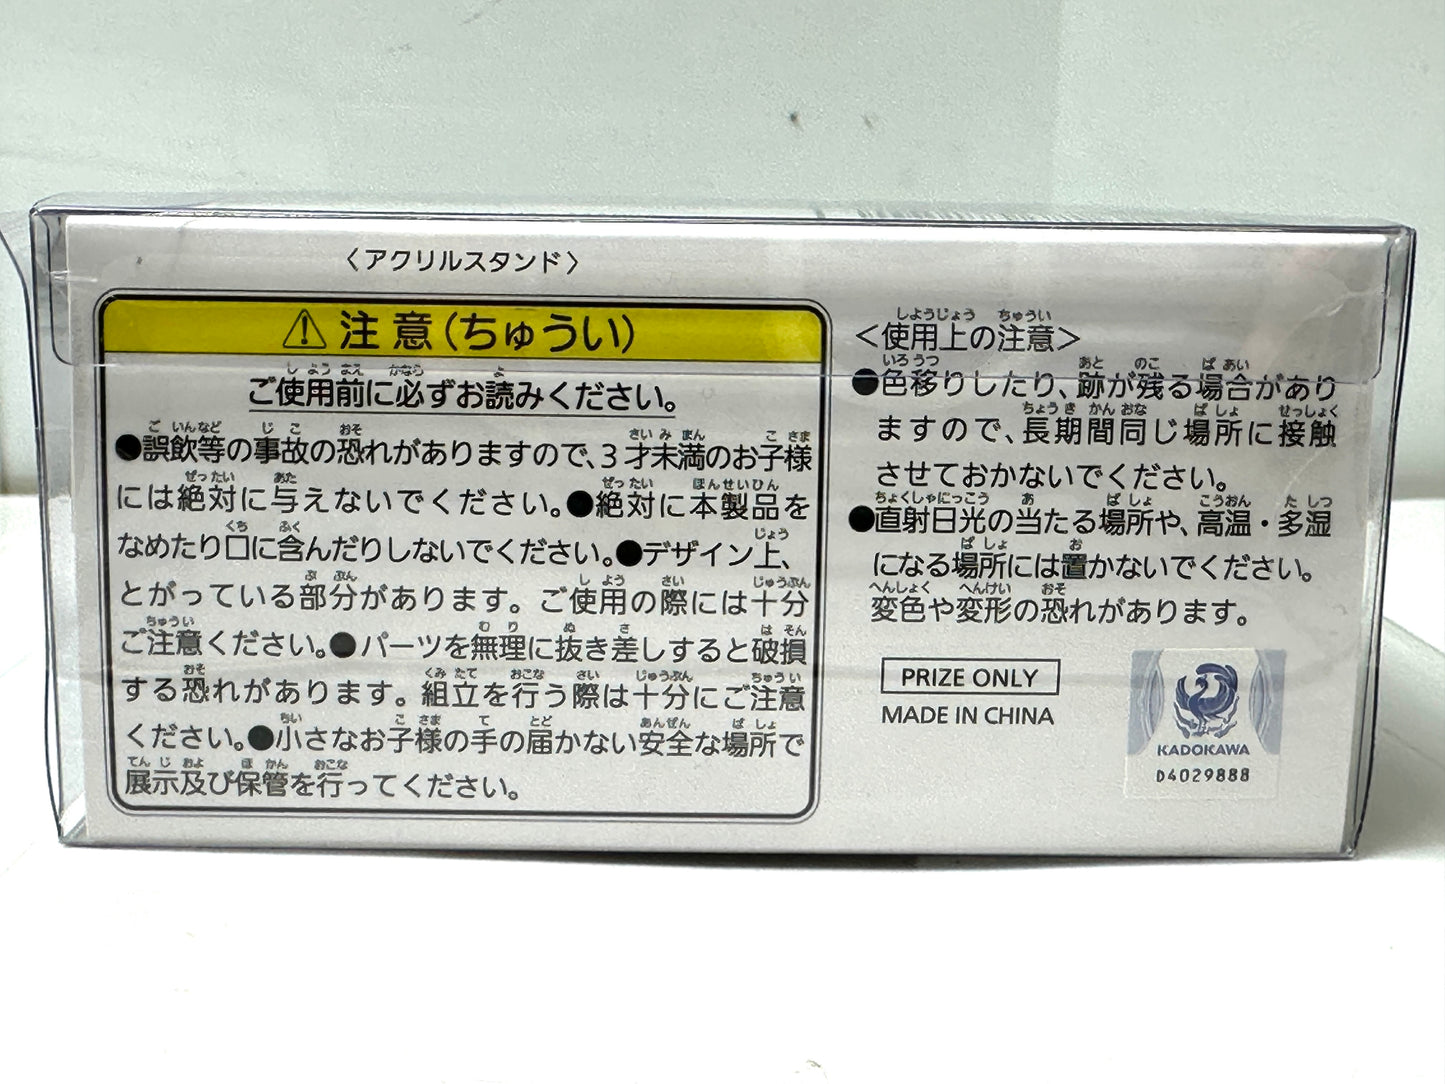 〈アクリルスタンド〉
⚠注意(ちゅうい)
ご使用前に必ずお読みください。
●誤飲等の事故の恐れがありますので、3才未満のお子様
には絶対に与えないでください。●絶対に本製品を
なめたり口に含んだりしないでください。●デザイン上、
とがっている部分があります。ご使用の際には十分
ご注意ください。●パーツを無理に抜き差しすると破損
する恐れがあります。組立を行う際は十分にご注意
ください。●小さなお子様の手の届かない安全な場所で
展示及び保管を行ってください。
<使用上の注意>
●色移りしたり、跡が残る場合があり
ますので、長期間同じ場所に接触
させておかないでください。
●直射日光の当たる場所や、高温・多湿
になる場所には置かないでください。
変色や変形の恐れがあります。
PRIZE ONLY
MADE IN CHINA
KADOKAWA
D4029888